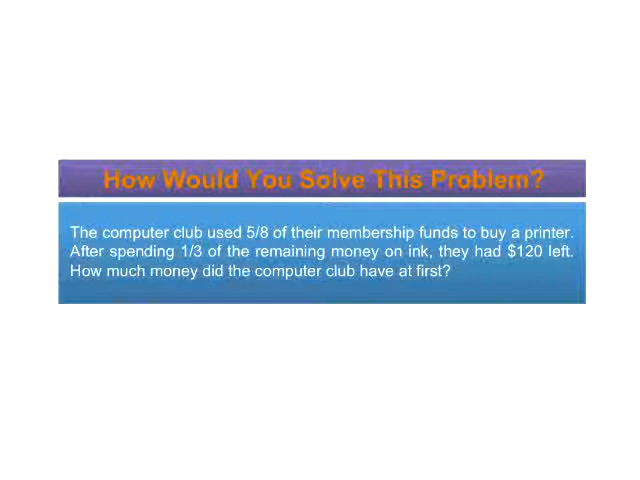 How Would You Solve This Problem?
The computer club used 5/8 of their membership funds to buy a printer.
After spending 1/3 of the remaining money on ink, they had $120 left.
How much money did the computer club have at first?